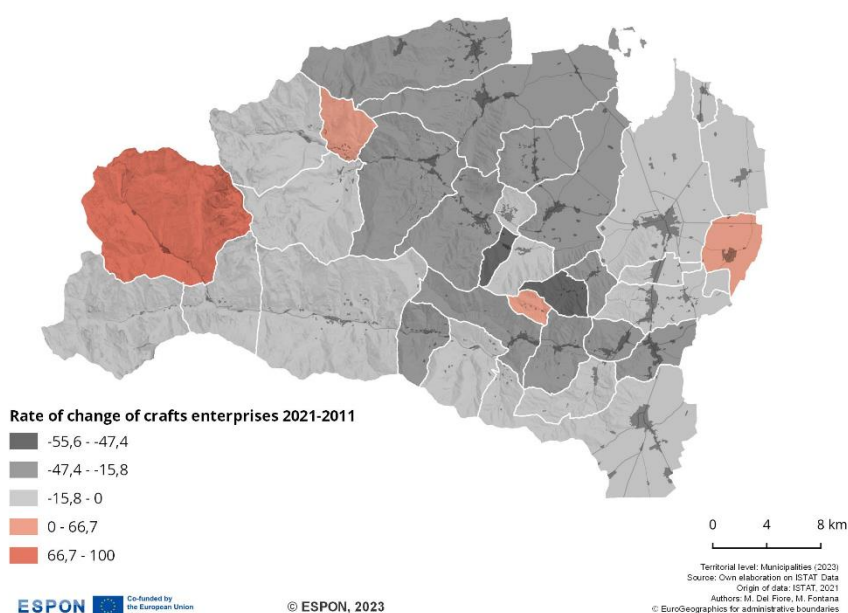 Rate of change of crafts enterprises 2021-2011
-55,6 - -47,4
-47,4 - -15,8
-15,8 - 0
0 - 66,7
66,7 - 100
0 4 8 km
Territorial level: Municipalities (2023)
Source: Own elaboration on ISTAT Data
Origin of data: ISTAT, 2021
Authors: M. Del Fiore, M. Fontana
© EuroGeographics for administrative boundaries
ESPON
Co-funded by
the European Union
© ESPON, 2023